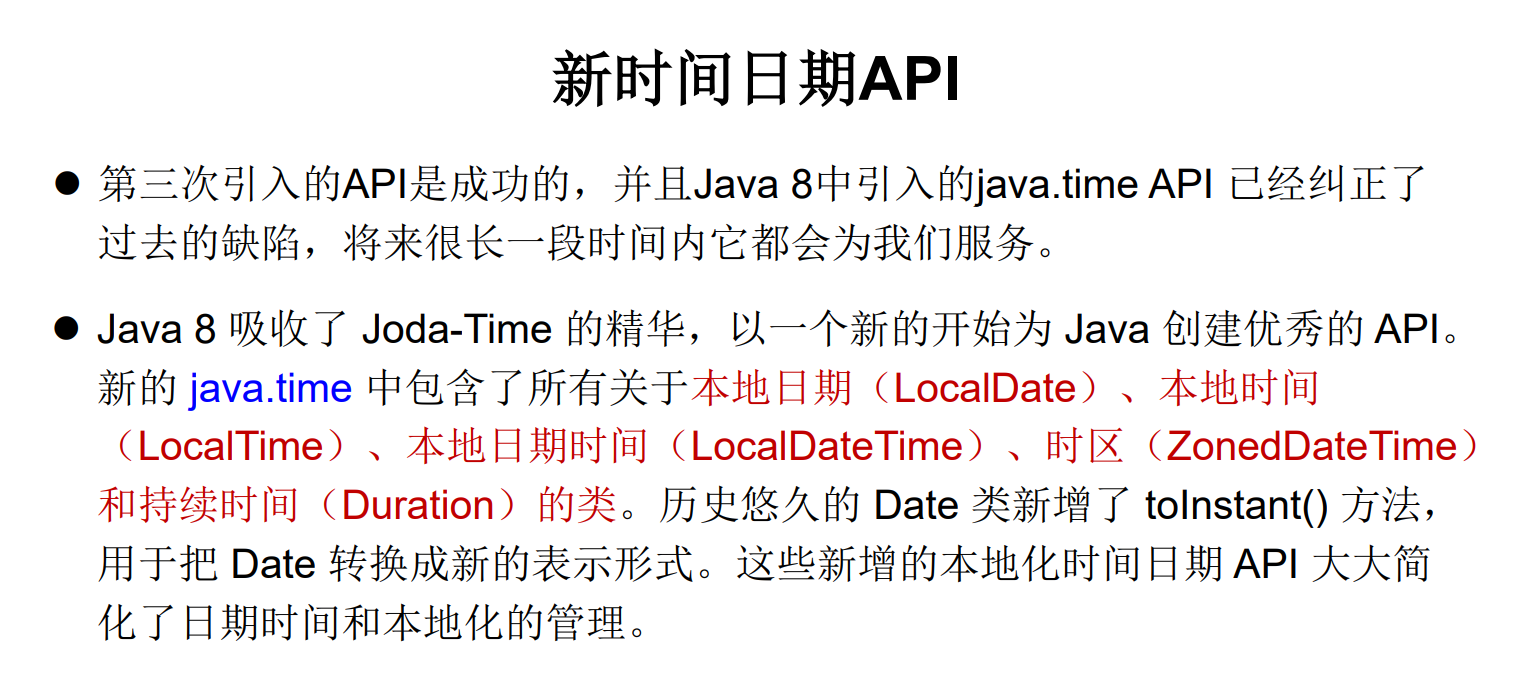 新时间日期API
● 第三次引入的API是成功的，并且Java 8中引入的java.time API 已经纠正了
过去的缺陷，将来很长一段时间内它都会为我们服务。
● Java 8 吸收了 Joda-Time 的精华，以一个新的开始为 Java 创建优秀的 API。
新的 java.time 中包含了所有关于本地日期（LocalDate）、本地时间
（LocalTime）、本地日期时间（LocalDateTime）、时区（ZonedDateTime）
和持续时间（Duration）的类。历史悠久的 Date 类新增了 toInstant() 方法，
用于把 Date 转换成新的表示形式。这些新增的本地化时间日期 API 大大简
化了日期时间和本地化的管理。